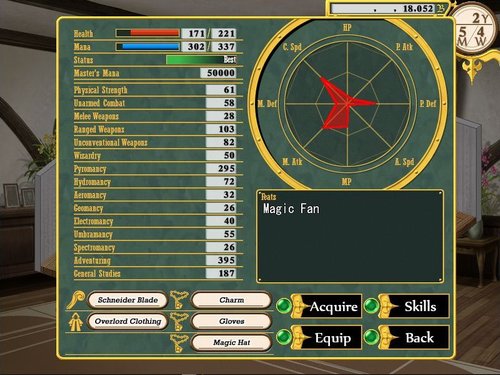 . . 18.052
2Y
5 4
M W
Health 171 / 221
Mana 302 / 337
Status Best
Master's Mana 50000
Physical Strength 61
Unarmed Combat 58
Melee Weapons 28
Ranged Weapons 103
Unconventional Weapons 82
Wizardry 50
Pyromancy 295
Hydromancy 72
Aeromancy 32
Geomancy 26
Electromancy 40
Umbramancy 55
Spectromancy 26
Adventuring 395
General Studies 187
Schneider Blade
Charm
Overlord Clothing
Gloves
Magic Hat
HP
C. Spd
P. Atk
M. Def
P. Def
M. Atk
A. Spd
MP
Feats
Magic Fan
Acquire
Skills
Equip
Back